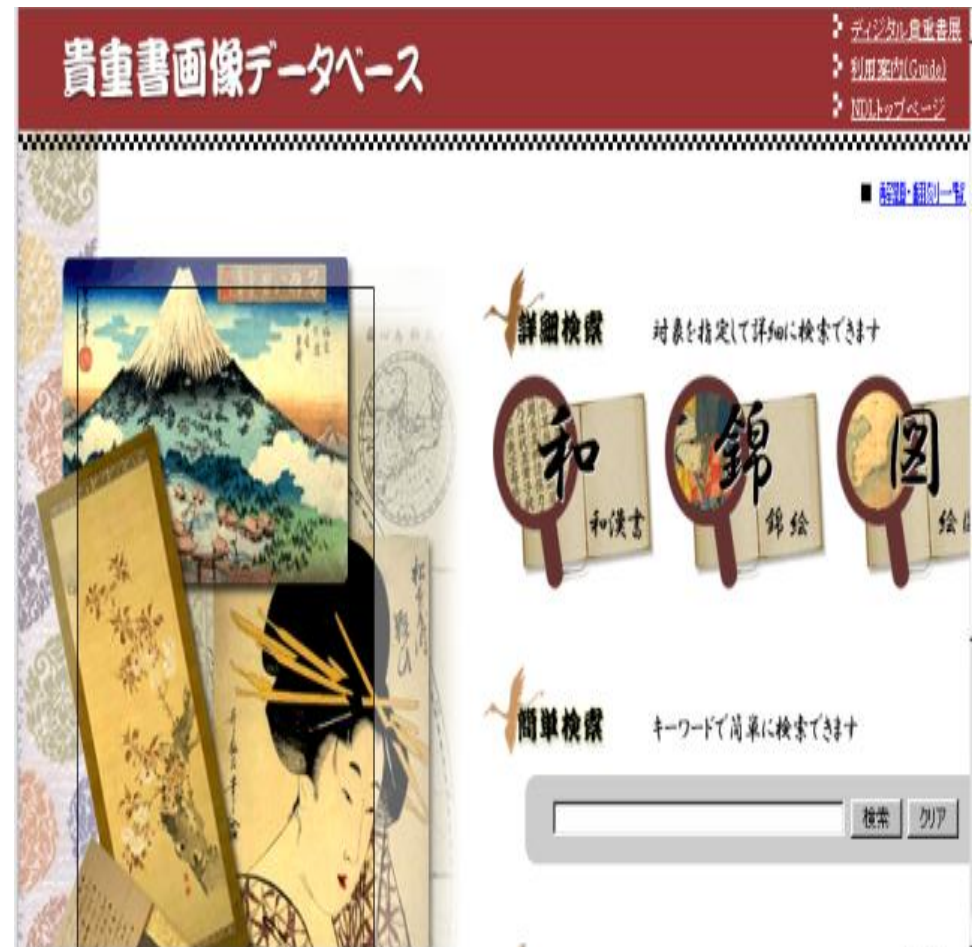 貴重書画像データベース
ディジタル貴重書展
利用案内(Guide)
NDLトップページ
詳細検索
対象を指定して詳細に検索できます
和
和漢書
錦
錦絵
図
絵
簡単検索
キーワードで簡単に検索できます
検索
クリア